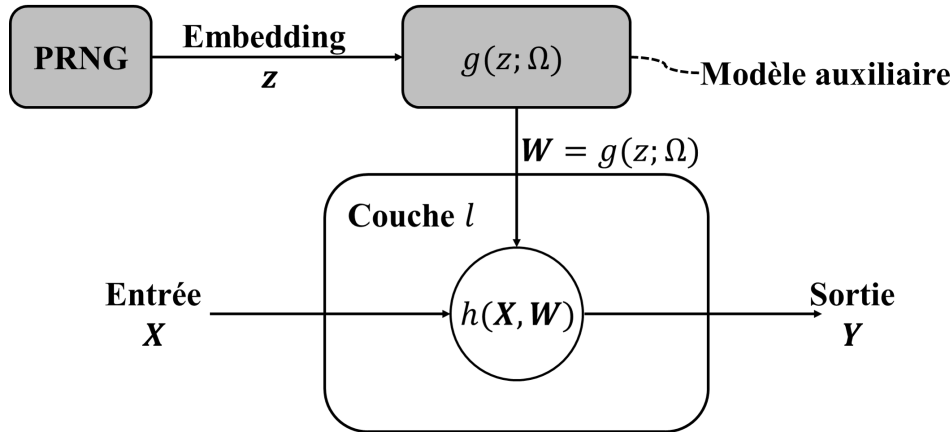 PRNG
Embedding
z
g(z; Ω)
Modèle auxiliaire
W = g(z; Ω)
Couche l
Entrée
X
h(X, W)
Sortie
Y